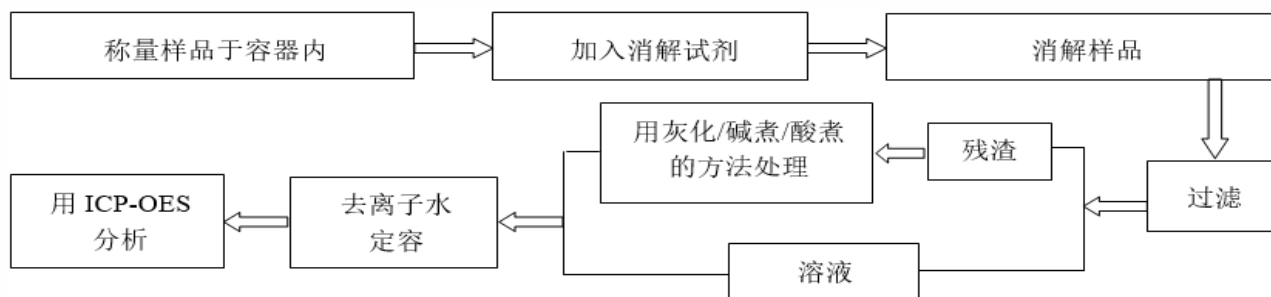 称量样品于容器内
加入消解试剂
消解样品
过滤
残渣
用灰化/碱煮/酸煮
的方法处理
溶液
去离子水
定容
用 ICP-OES
分析